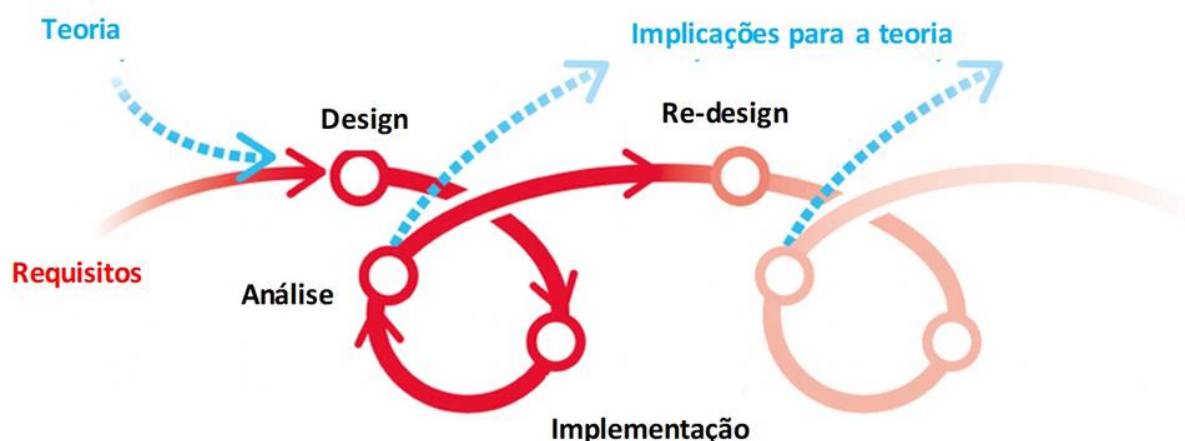 Teoria
Implicações para a teoria
Design
Re-design
Requisitos
Análise
Implementação